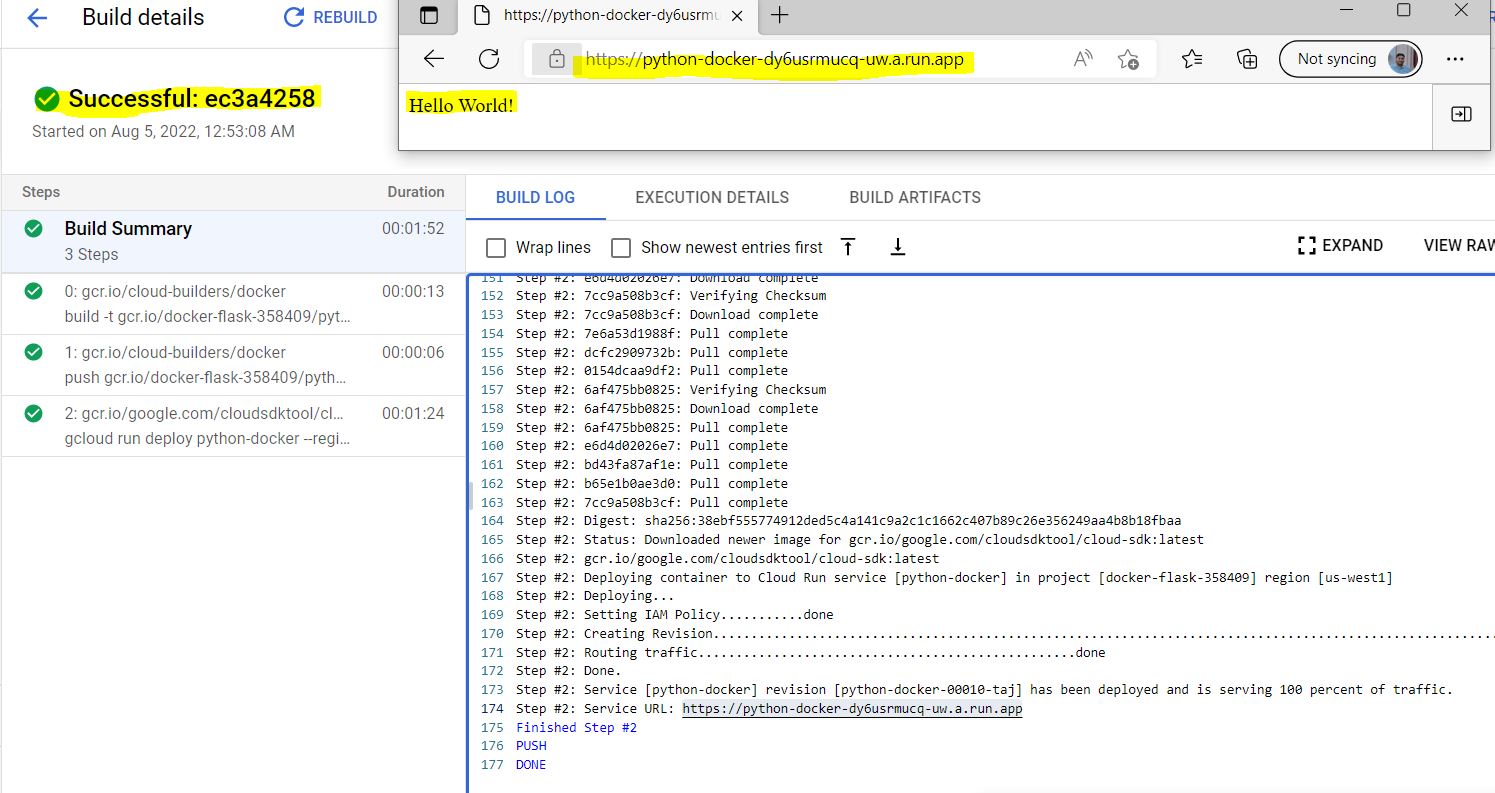 Build details
REBUILD
https://python-docker-dy6usrmu
https://python-docker-dy6usrmucq-uw.a.run.app
Not syncing
Hello World!
Successful: ec3a4258
Started on Aug 5, 2022, 12:53:08 AM
Steps Duration
Build Summary 00:01:52
3 Steps
0: gcr.io/cloud-builders/docker 00:00:13
build -t gcr.io/docker-flask-358409/pyt...
1: gcr.io/cloud-builders/docker 00:00:06
push gcr.io/docker-flask-358409/pyth...
2: gcr.io/google.com/cloudsdktool/cl... 00:01:24
gcloud run deploy python-docker --regi...
BUILD LOG EXECUTION DETAILS BUILD ARTIFACTS
Wrap lines Show newest entries first EXPAND VIEW RAW
151 Step #2: e6d4d02026e7: Download complete
152 Step #2: 7cc9a508b3cf: Verifying Checksum
153 Step #2: 7cc9a508b3cf: Download complete
154 Step #2: 7e6a53d1988f: Pull complete
155 Step #2: dcfc2909732b: Pull complete
156 Step #2: 0154dcaa9df2: Pull complete
157 Step #2: 6af475bb0825: Verifying Checksum
158 Step #2: 6af475bb0825: Download complete
159 Step #2: 6af475bb0825: Pull complete
160 Step #2: e6d4d02026e7: Pull complete
161 Step #2: bd43fa87af1e: Pull complete
162 Step #2: b65e1b0ae3d0: Pull complete
163 Step #2: 7cc9a508b3cf: Pull complete
164 Step #2: Digest: sha256:38ebf555774912ded5c4a141c9a2c1c1662c407b89c26e356249aa4b8b18fbaa
165 Step #2: Status: Downloaded newer image for gcr.io/google.com/cloudsdktool/cloud-sdk:latest
166 Step #2: gcr.io/google.com/cloudsdktool/cloud-sdk:latest
167 Step #2: Deploying container to Cloud Run service [python-docker] in project [docker-flask-358409] region [us-west1]
168 Step #2: Deploying...
169 Step #2: Setting IAM Policy...........done
170 Step #2: Creating Revision.......................................................................................................
171 Step #2: Routing traffic..................................................done
172 Step #2: Done.
173 Step #2: Service [python-docker] revision [python-docker-00010-taj] has been deployed and is serving 100 percent of traffic.
174 Step #2: Service URL: https://python-docker-dy6usrmucq-uw.a.run.app
175 Finished Step #2
176 PUSH
177 DONE